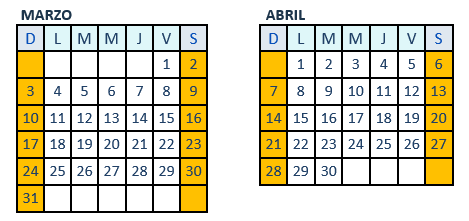 MARZO
D L M M J V S
1 2
3 4 5 6 7 8 9
10 11 12 13 14 15 16
17 18 19 20 21 22 23
24 25 26 27 28 29 30
31
ABRIL
D L M M J V S
1 2 3 4 5 6
7 8 9 10 11 12 13
14 15 16 17 18 19 20
21 22 23 24 25 26 27
28 29 30